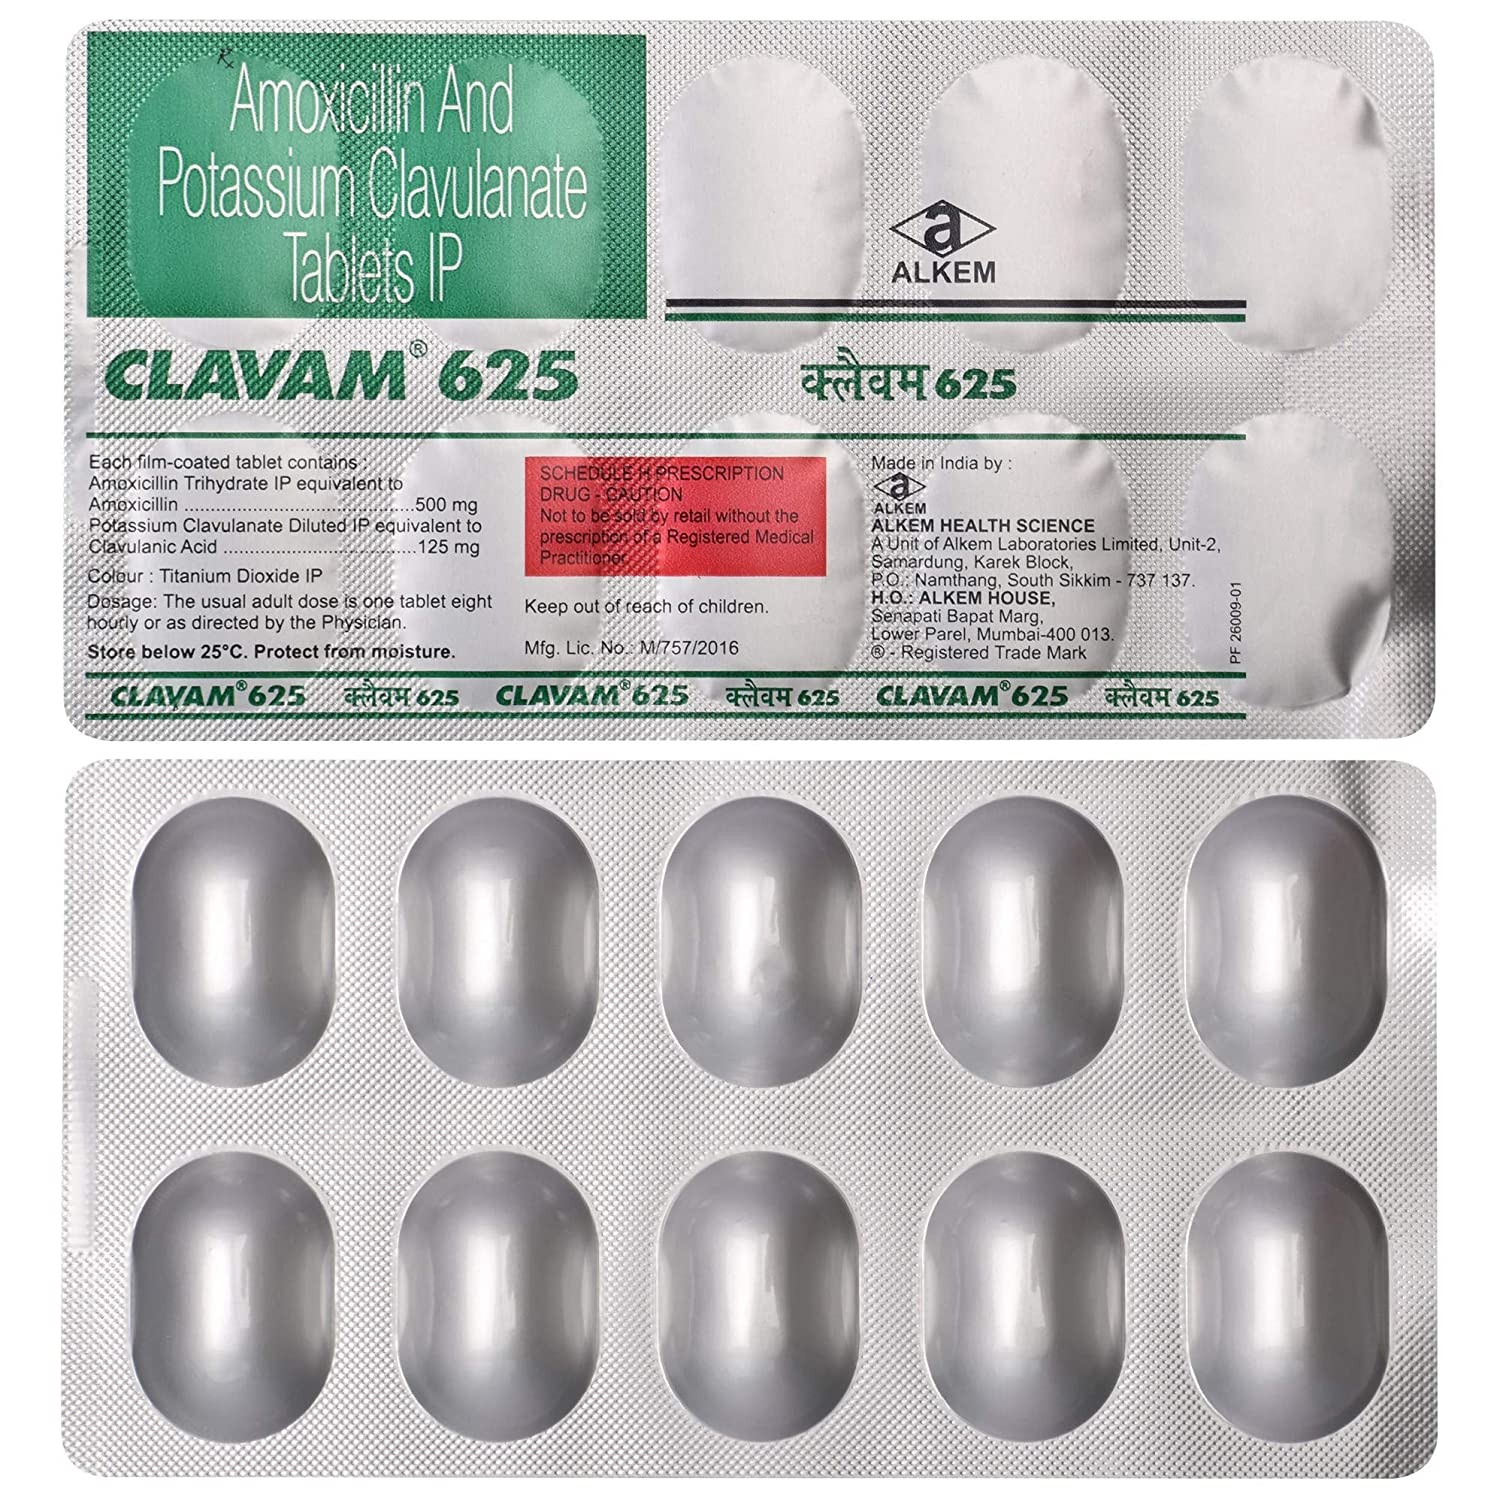 Rx
Amoxicillin And
Potassium Clavulanate
Tablets IP
CLAVAM® 625
a
ALKEM
क्लैवम 625
Each film-coated tablet contains :
Amoxicillin Trihydrate IP equivalent to
Amoxicillin ......................................500 mg
Potassium Clavulanate Diluted IP equivalent to
Clavulanic Acid ................................125 mg
Colour : Titanium Dioxide IP
Dosage: The usual adult dose is one tablet eight
hourly or as directed by the Physician.
Store below 25°C. Protect from moisture.
SCHEDULE H PRESCRIPTION
DRUG - CAUTION
Not to be sold by retail without the
prescription of a Registered Medical
Practitioner.
Keep out of reach of children.
Mfg. Lic. No.: M/757/2016
Made in India by :
a
ALKEM
ALKEM HEALTH SCIENCE
A Unit of Alkem Laboratories Limited, Unit-2,
Samardung, Karek Block,
P.O.: Namthang, South Sikkim - 737 137.
H.O.: ALKEM HOUSE,
Senapati Bapat Marg,
Lower Parel, Mumbai-400 013.
® - Registered Trade Mark
PF 26009-01
CLAVAM® 625 क्लैवम 625 CLAVAM® 625 क्लैवम 625 CLAVAM® 625 क्लैवम 625